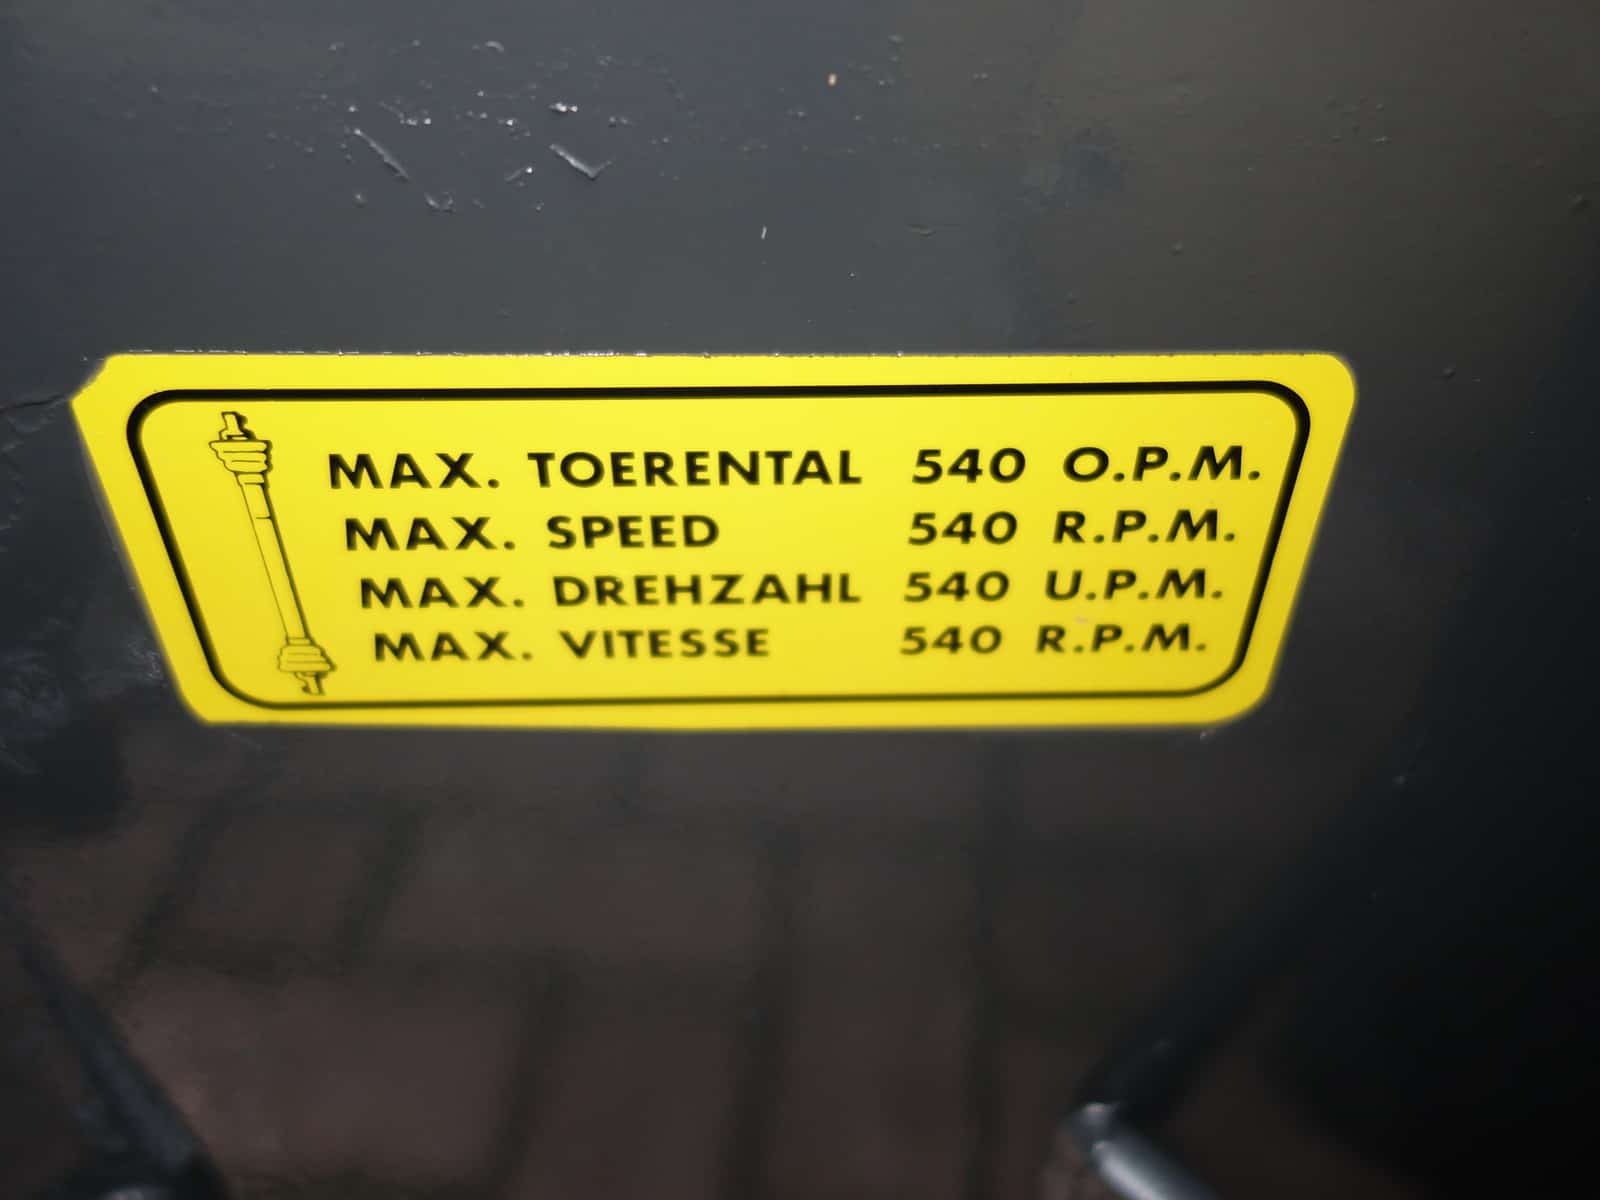 MAX. TOERENTAL 540 O.P.M.
MAX. SPEED 540 R.P.M.
MAX. DREHZAHL 540 U.P.M.
MAX. VITESSE 540 R.P.M.